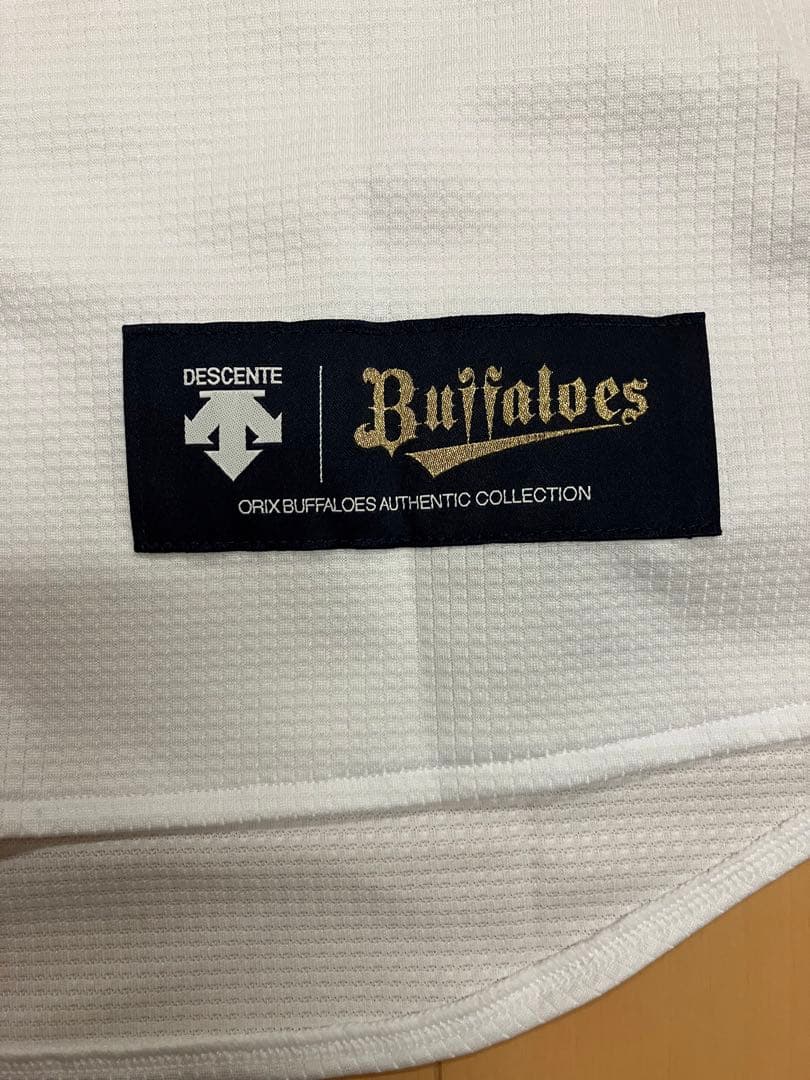 DESCENTE
Buffaloes
ORIX BUFFALOES AUTHENTIC COLLECTION